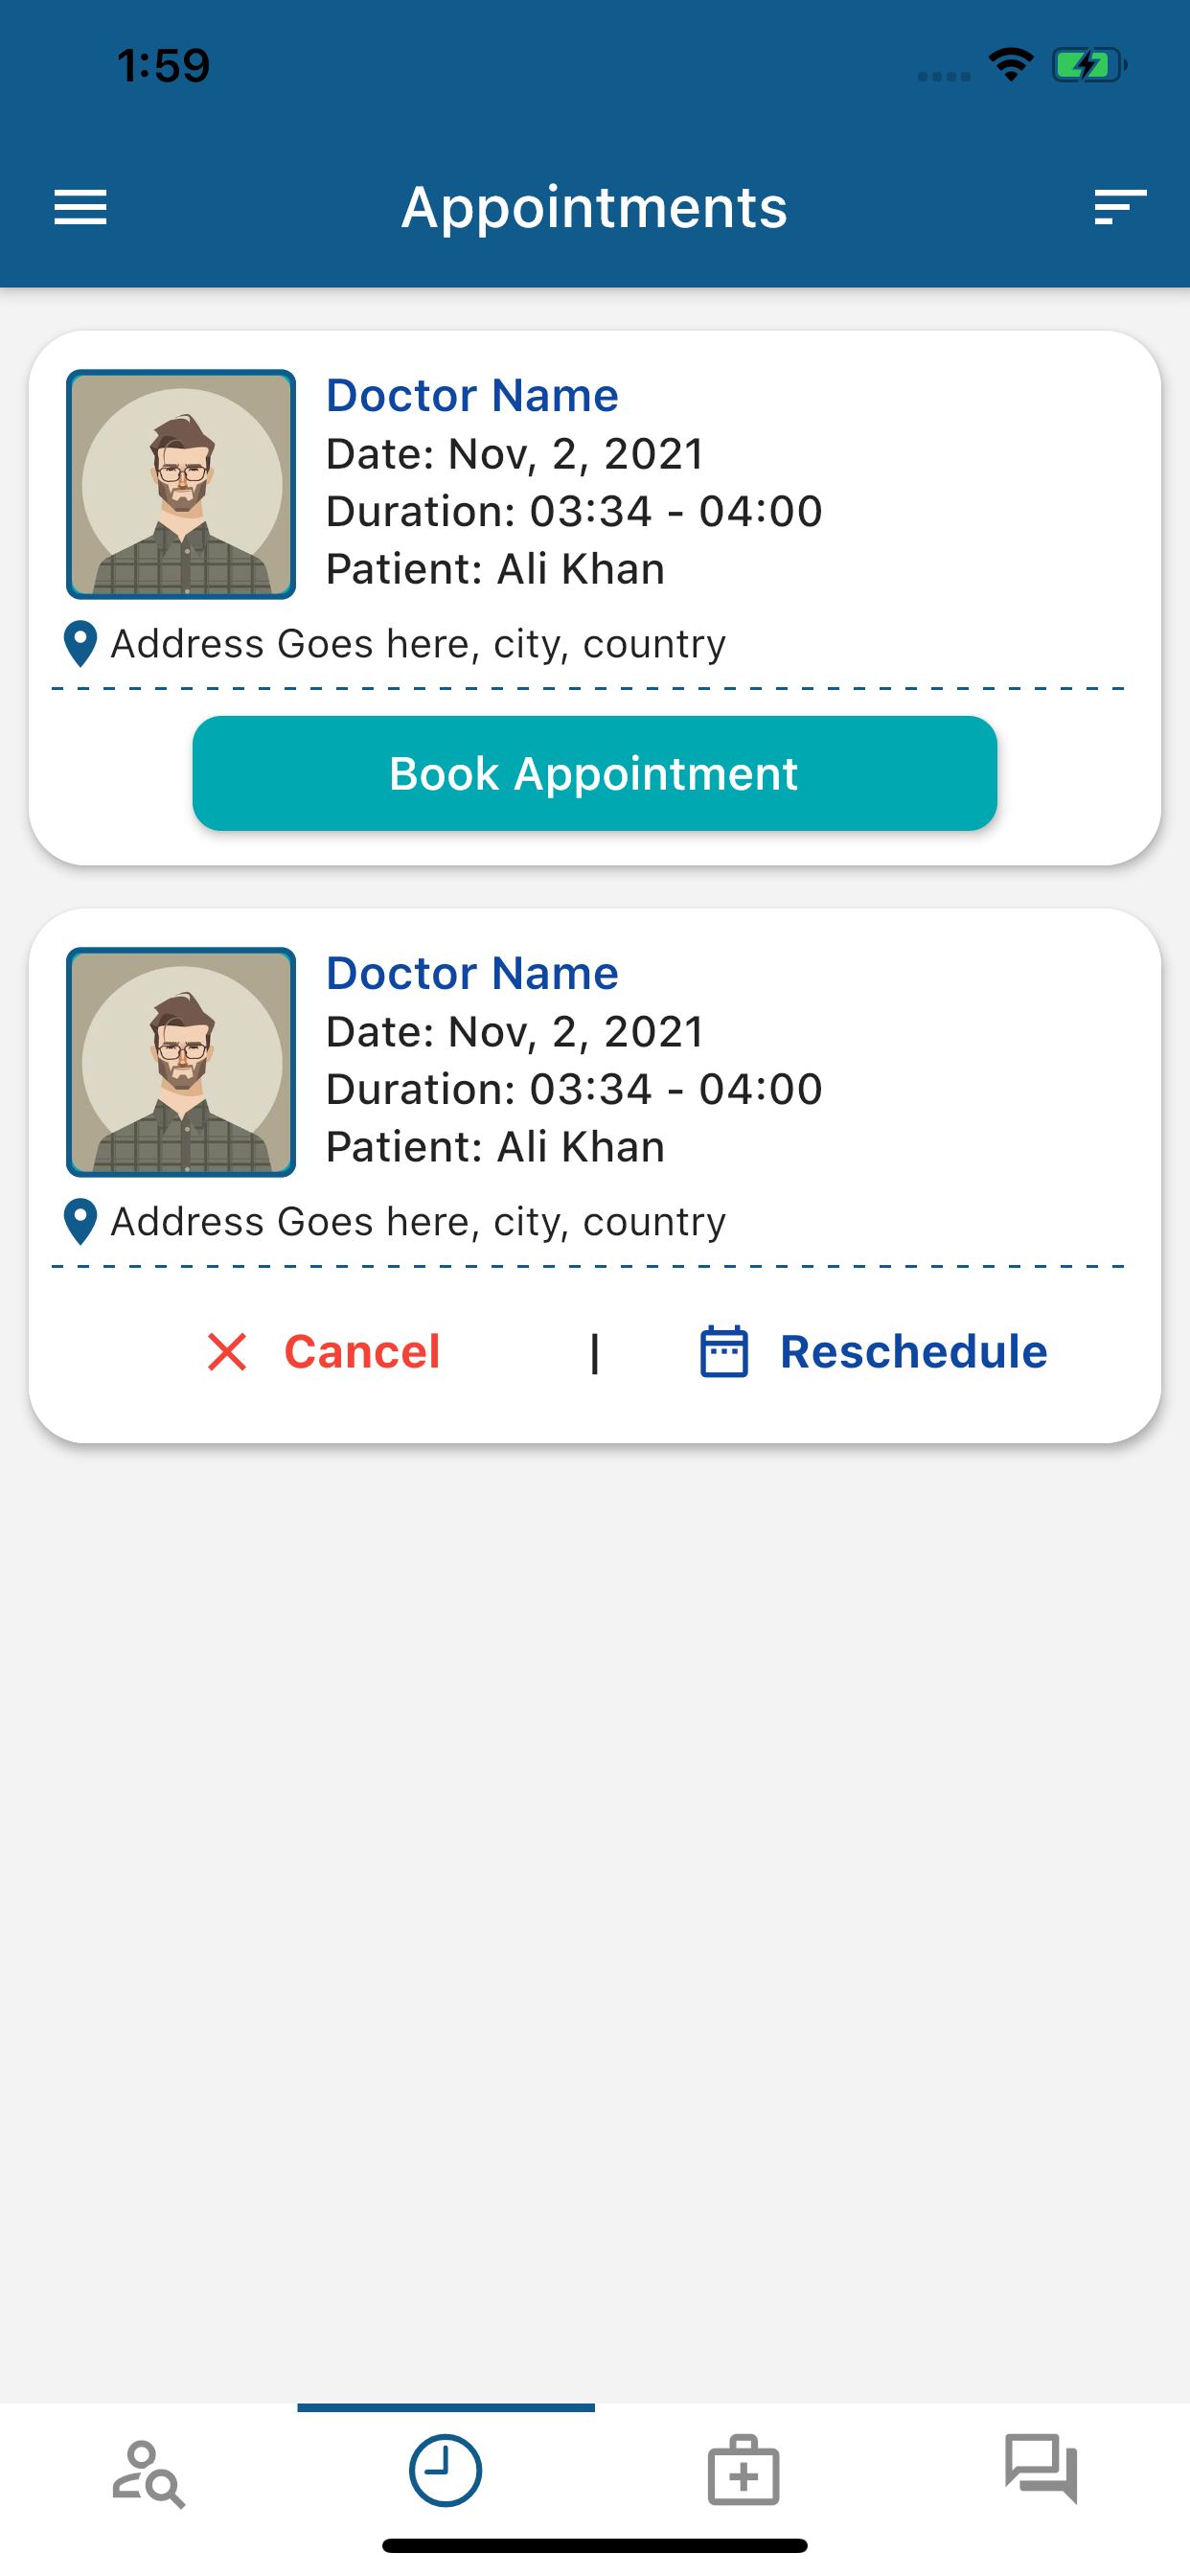 1:59
Appointments
Doctor Name
Date: Nov, 2, 2021
Duration: 03:34 - 04:00
Patient: Ali Khan
Address Goes here, city, country
Book Appointment
Doctor Name
Date: Nov, 2, 2021
Duration: 03:34 - 04:00
Patient: Ali Khan
Address Goes here, city, country
Cancel | Reschedule